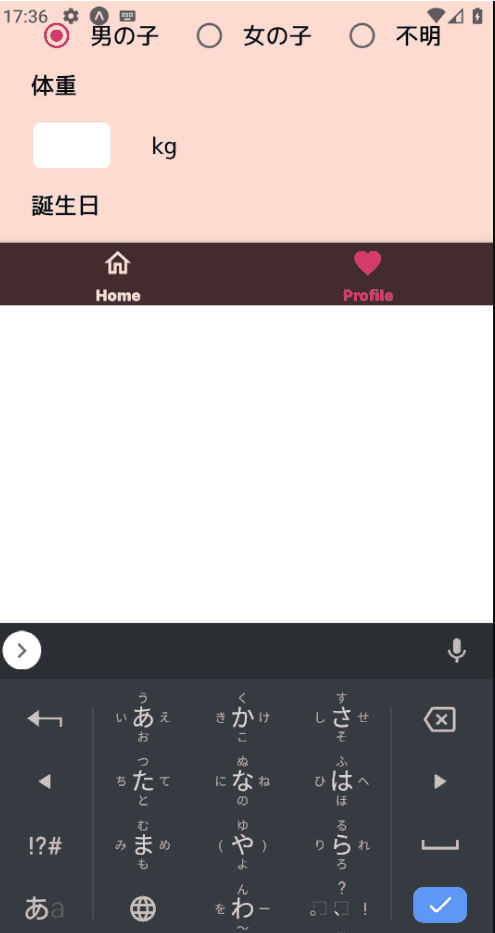 17:36
男の子 女の子 不明
体重
kg
誕生日
Home Profile
う く す
い あ え き か け し さ せ
お こ そ
つ ぬ ふ
ち た て に な ね ひ は へ
と の ほ
む ゆ る
!?# み ま め ( や ) り ら れ
も よ ろ
ん ?
あa を わ ー 。 、 !
～